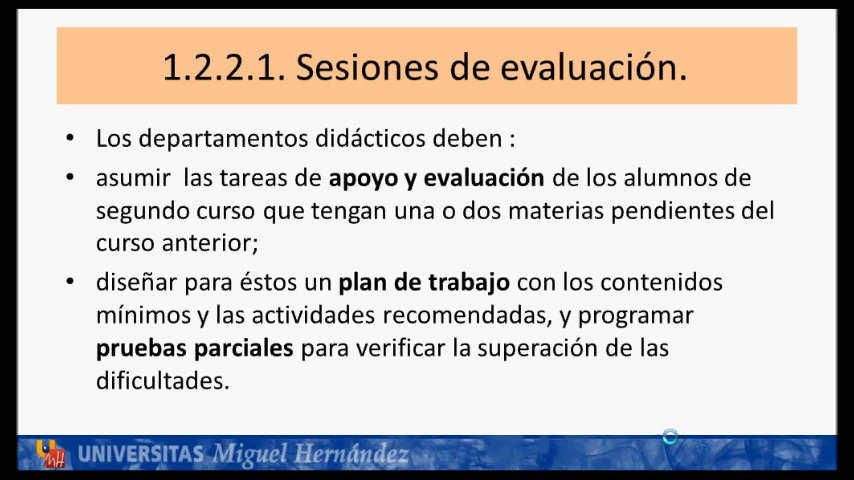 1.2.2.1. Sesiones de evaluación.
• Los departamentos didácticos deben :
• asumir las tareas de apoyo y evaluación de los alumnos de
segundo curso que tengan una o dos materias pendientes del
curso anterior;
• diseñar para éstos un plan de trabajo con los contenidos
mínimos y las actividades recomendadas, y programar
pruebas parciales para verificar la superación de las
dificultades.
UNIVERSITAS Miguel Hernández